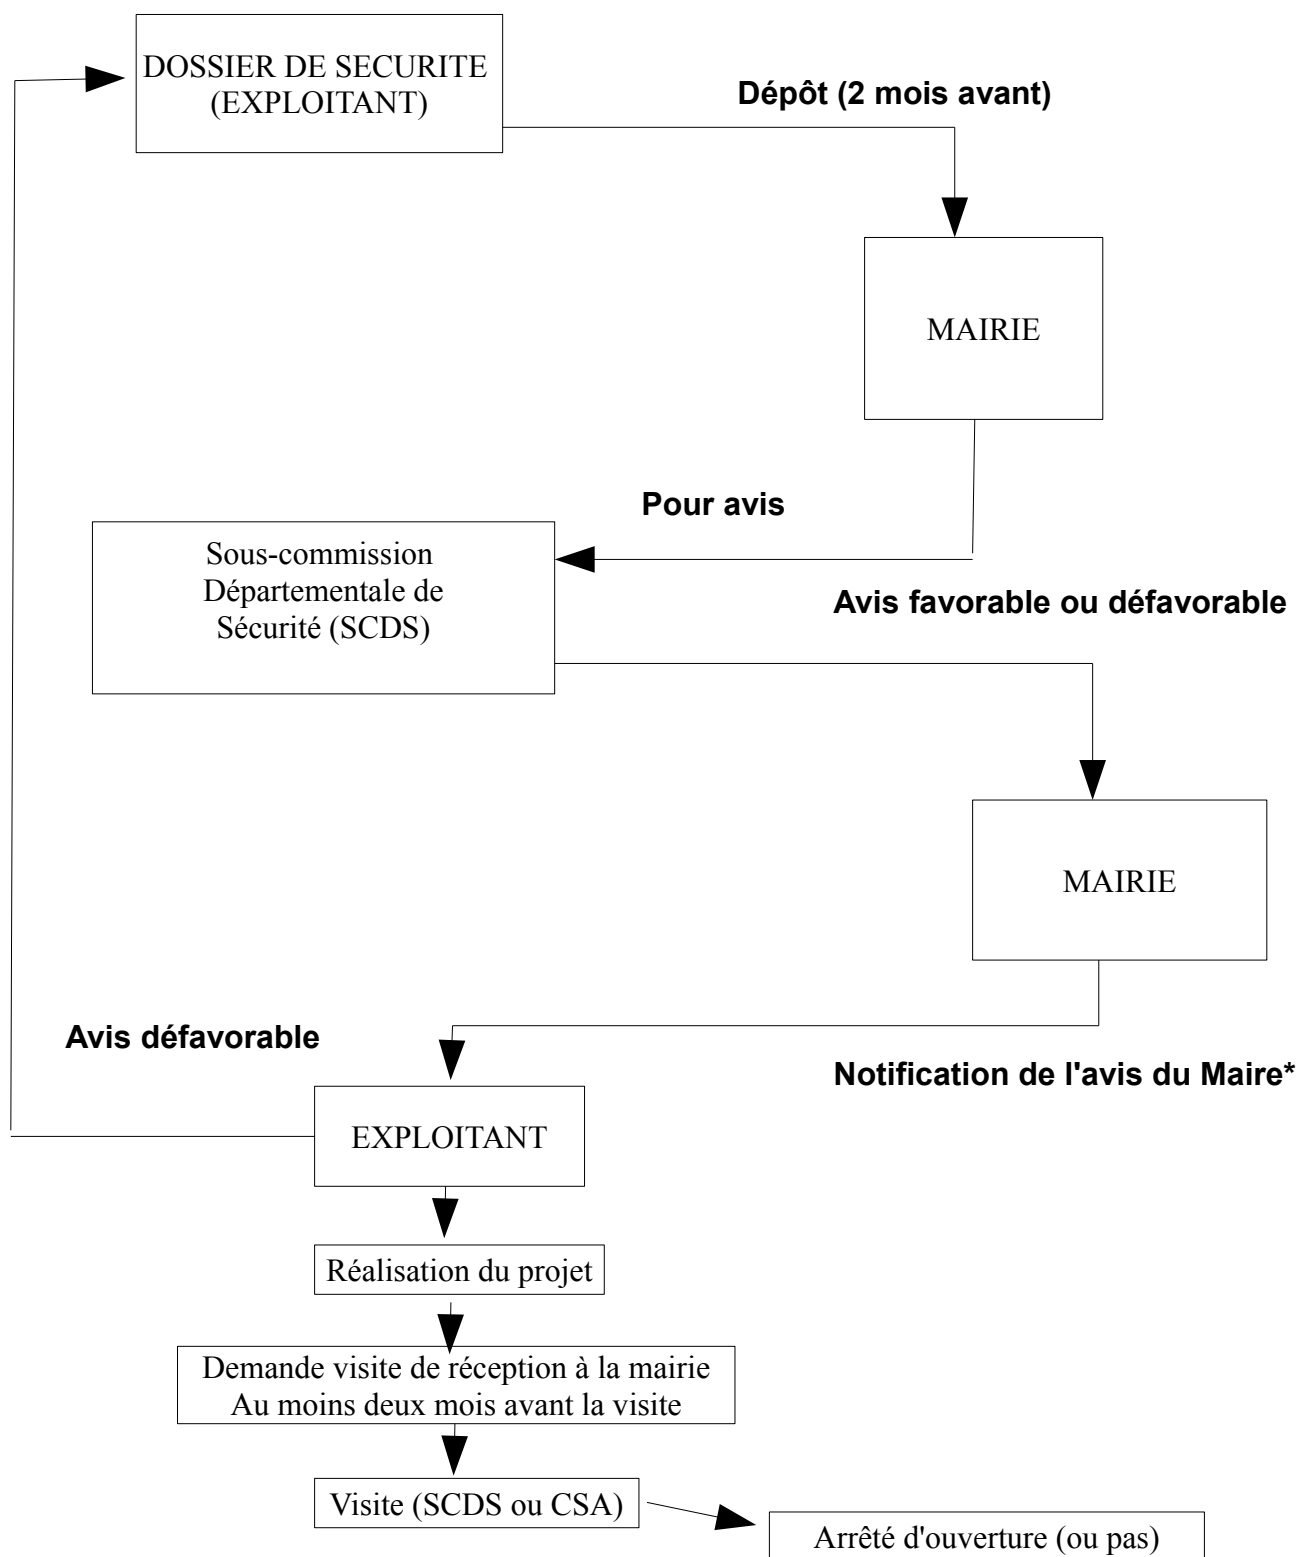 DOSSIER DE SECURITE
(EXPLOITANT)
Dépôt (2 mois avant)
MAIRIE
Pour avis
Sous-commission
Départementale de
Sécurité (SCDS)
Avis favorable ou défavorable
MAIRIE
Avis défavorable
Notification de l'avis du Maire*
EXPLOITANT
Réalisation du projet
Demande visite de réception à la mairie
Au moins deux mois avant la visite
Visite (SCDS ou CSA)
Arrêté d'ouverture (ou pas)